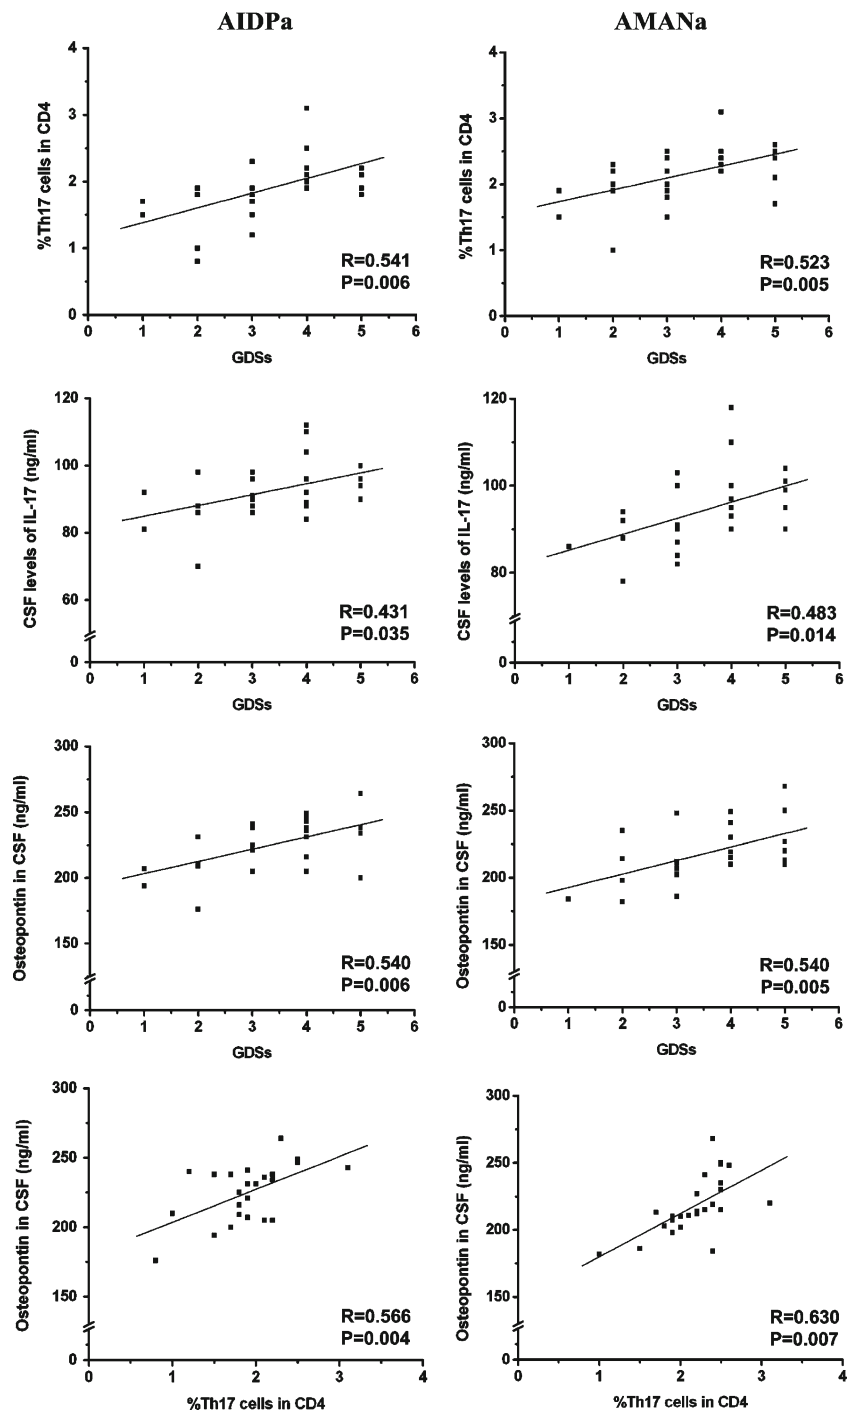 AIDPa
AMANa
%Th17 cells in CD4
4
3
2
1
0
R=0.541
P=0.006
0 1 2 3 4 5 6
GDSs
%Th17 cells in CD4
4
3
2
1
0
R=0.523
P=0.005
0 1 2 3 4 5 6
GDSs
CSF levels of IL-17 (ng/ml)
120
100
80
60
0
R=0.431
P=0.035
0 1 2 3 4 5 6
GDSs
CSF levels of IL-17 (ng/ml)
120
100
80
0
R=0.483
P=0.014
0 1 2 3 4 5 6
GDSs
Osteopontin in CSF (ng/ml)
300
250
200
150
0
R=0.540
P=0.006
0 1 2 3 4 5 6
GDSs
Osteopontin in CSF (ng/ml)
300
250
200
150
0
R=0.540
P=0.005
0 1 2 3 4 5 6
GDSs
Osteopontin in CSF (ng/ml)
300
250
200
150
0
R=0.566
P=0.004
0 1 2 3 4
%Th17 cells in CD4
Osteopontin in CSF (ng/ml)
300
250
200
150
0
R=0.630
P=0.007
0 1 2 3 4
%Th17 cells in CD4